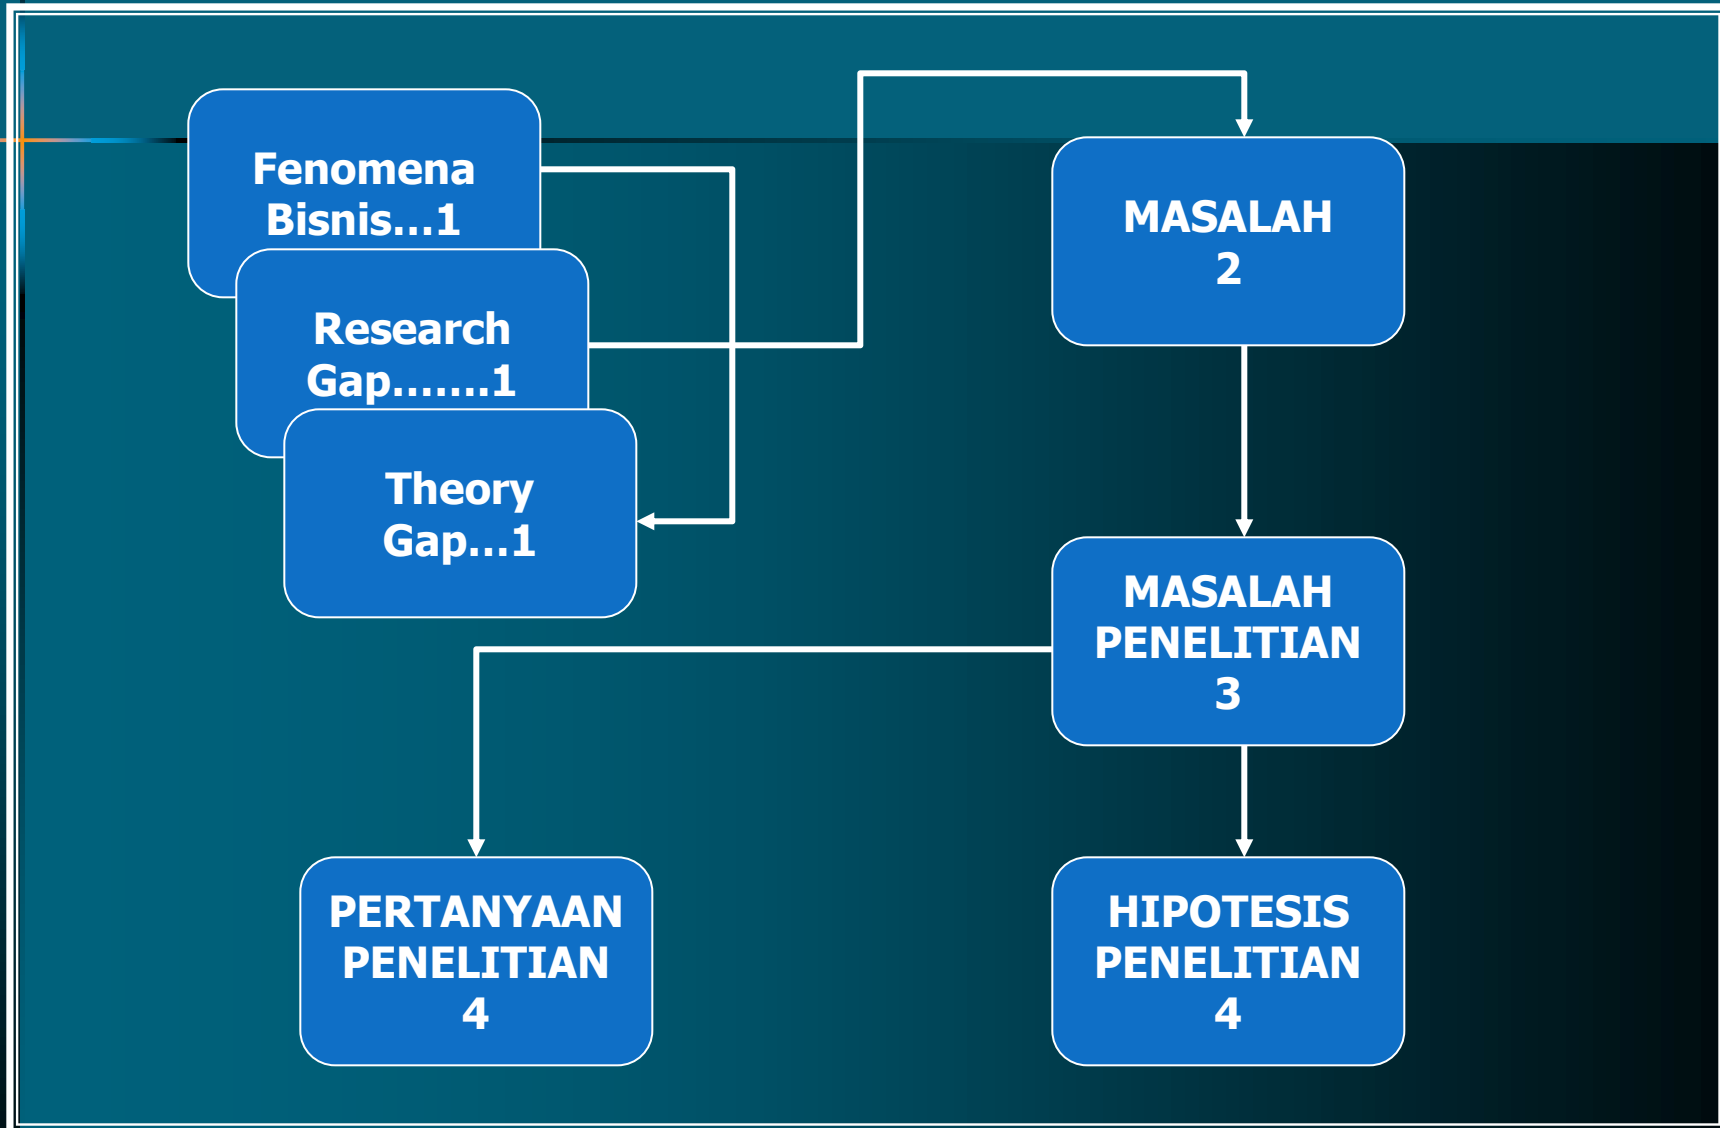 Fenomena
Bisnis...1
Research
Gap.......1
Theory
Gap...1
MASALAH
2
MASALAH
PENELITIAN
3
PERTANYAAN
PENELITIAN
4
HIPOTESIS
PENELITIAN
4